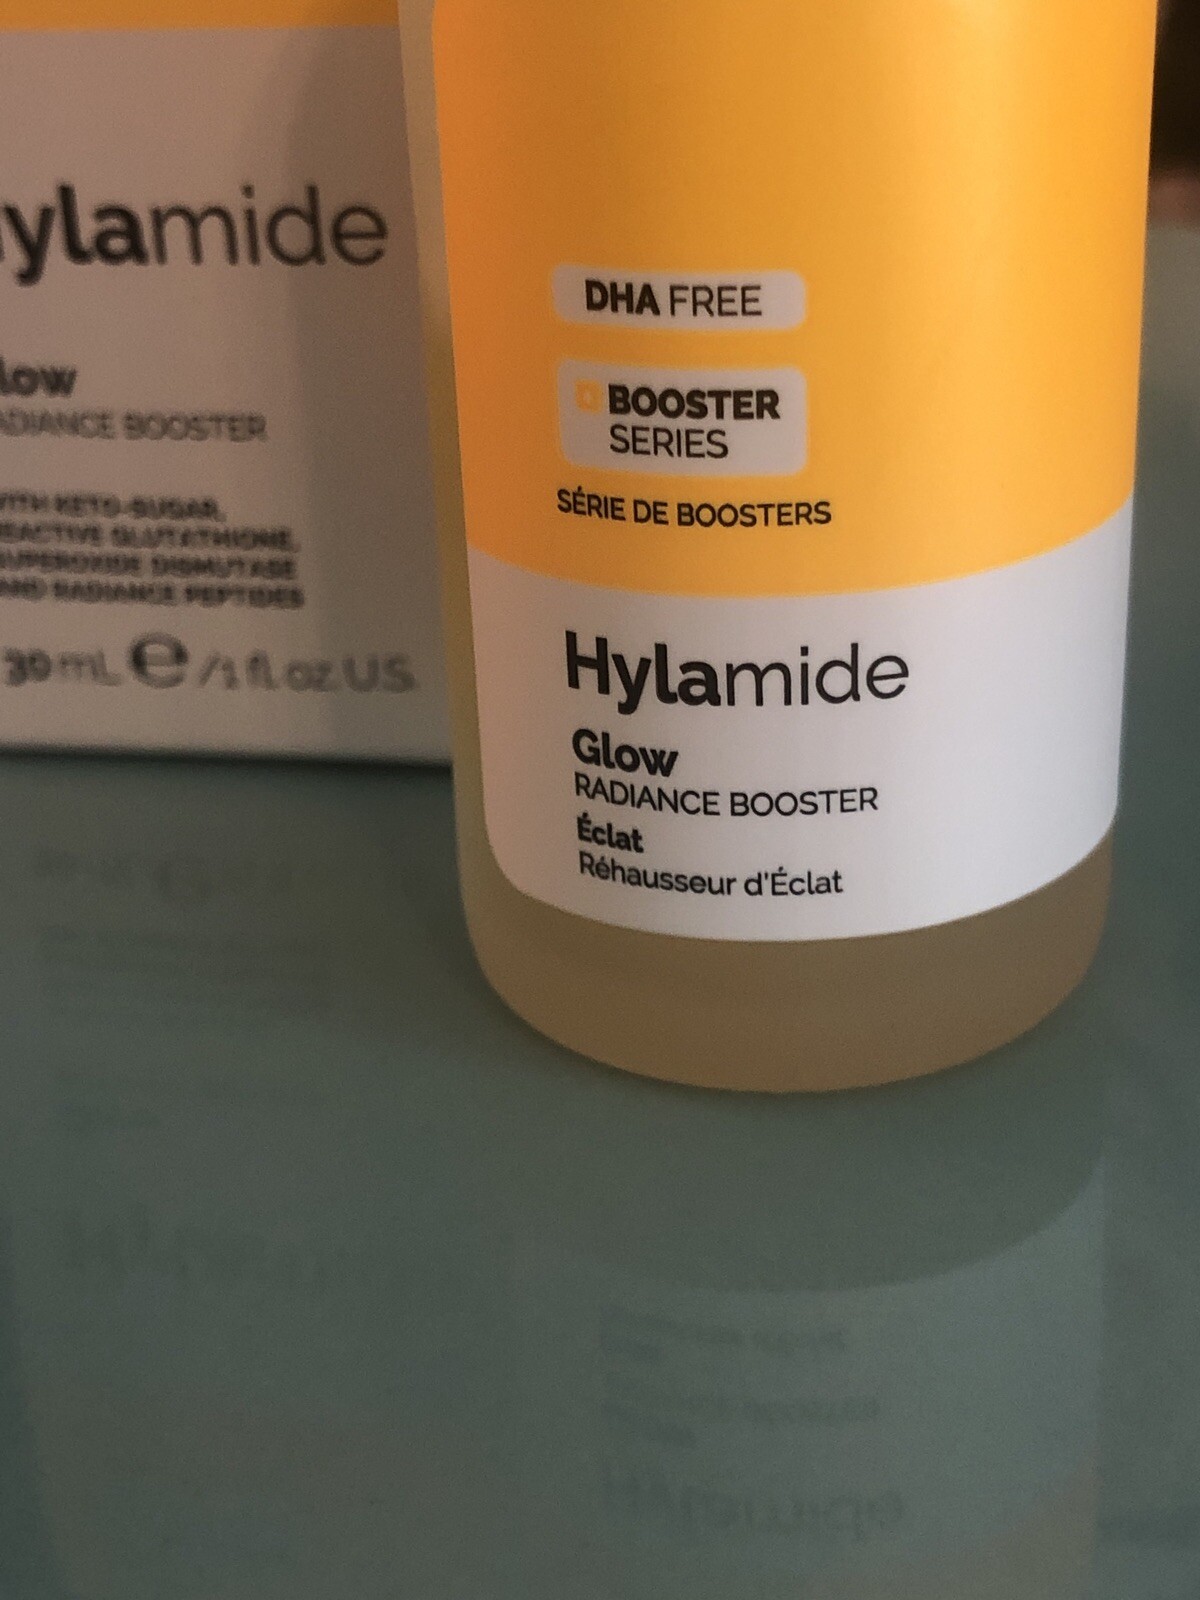 ylamide
low
ADIANCE BOOSTER
WITH KETO-SUGAR,
REACTIVE GLUTATHIONE,
SUPEROXIDE DISMUTASE
AND RADIANCE PEPTIDES
30 mL e /1 fl oz US
DHA FREE
BOOSTER
SERIES
SÉRIE DE BOOSTERS
Hylamide
Glow
RADIANCE BOOSTER
Éclat
Réhausseur d'Éclat